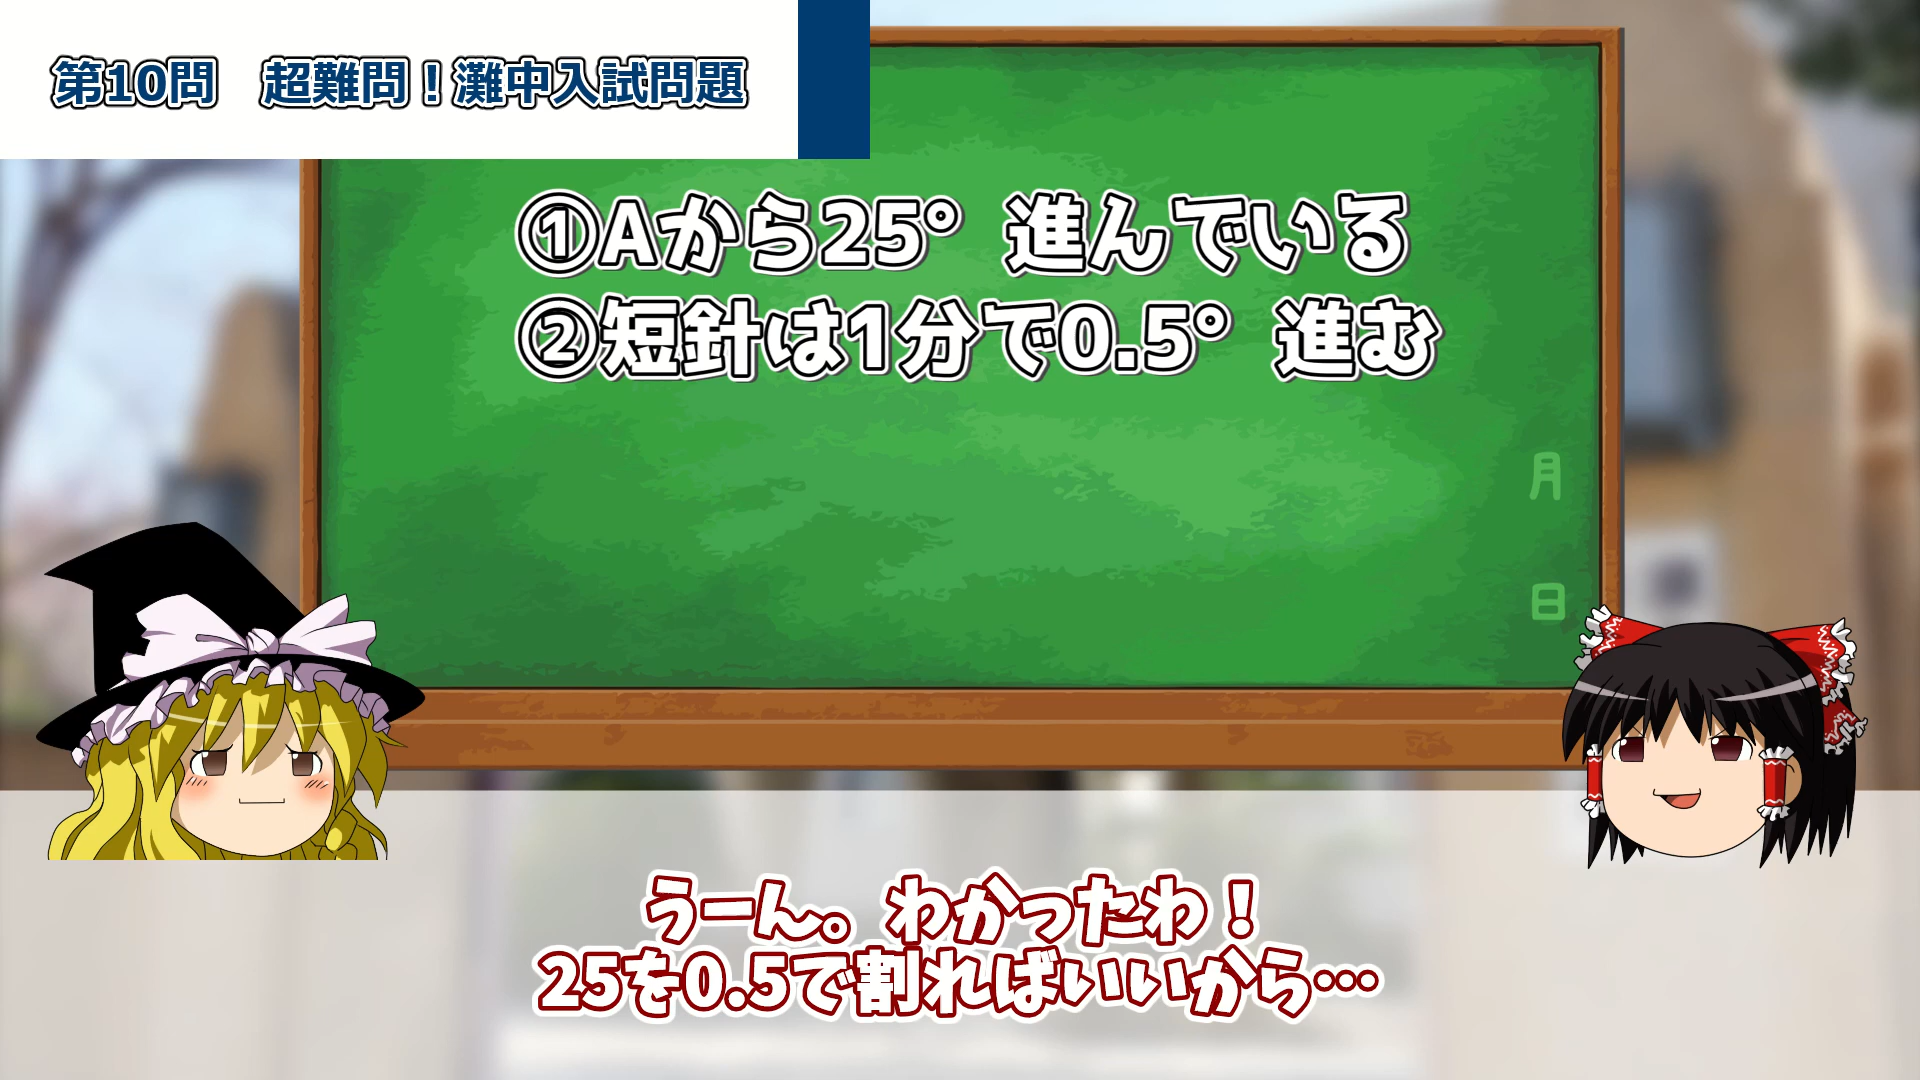 第10問　超難問！灘中入試問題
①Aから25°進んでいる
②短針は1分で0.5°進む
月
日
うーん。わかったわ！
25を0.5で割ればいいから…